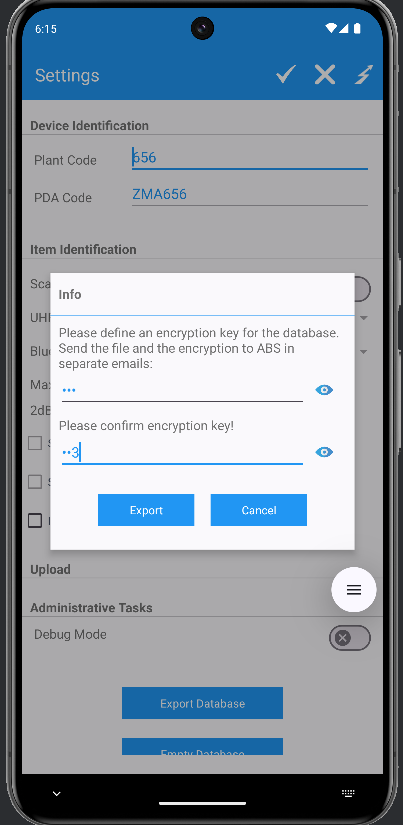 6:15
Settings
Device Identification
Plant Code 656
PDA Code ZMA656
Item Identification
Sca
UH
Info
Please define an encryption key for the database.
Send the file and the encryption to ABS in
separate emails:
•••
Please confirm encryption key!
••3
Blu
Max
2dB
Export Cancel
Upload
Administrative Tasks
Debug Mode
Export Database
Empty Database